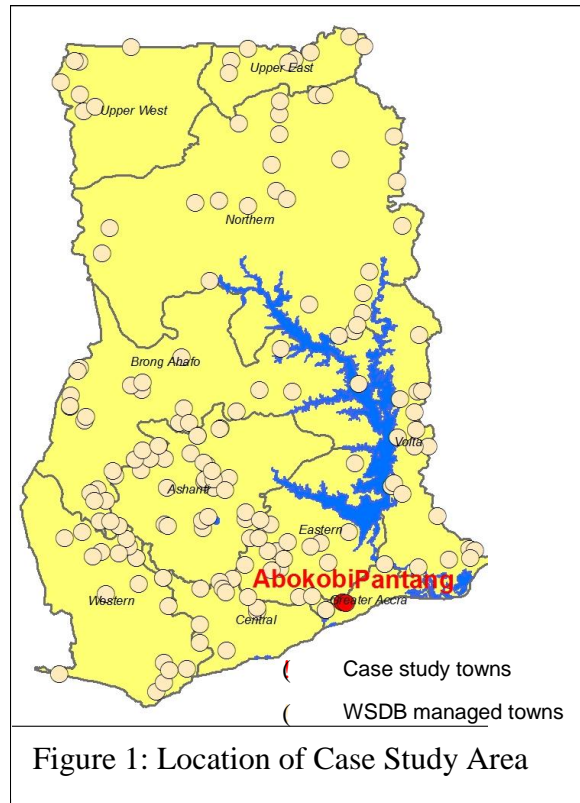 Upper East
Upper West
Northern
Brong Ahafo
Volta
Ashanti
Eastern
AbokobiPantang
Western
Greater Accra
Central
( Case study towns
( WSDB managed towns
Figure 1: Location of Case Study Area